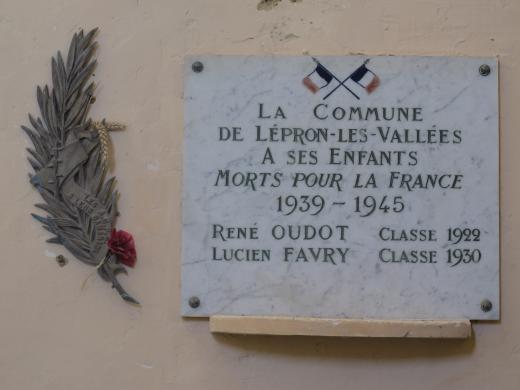 La Commune
de Lépron-les-Vallées
A ses Enfants
Morts pour la France
1939-1945
René OUDOT Classe 1922
Lucien FAVRY Classe 1930